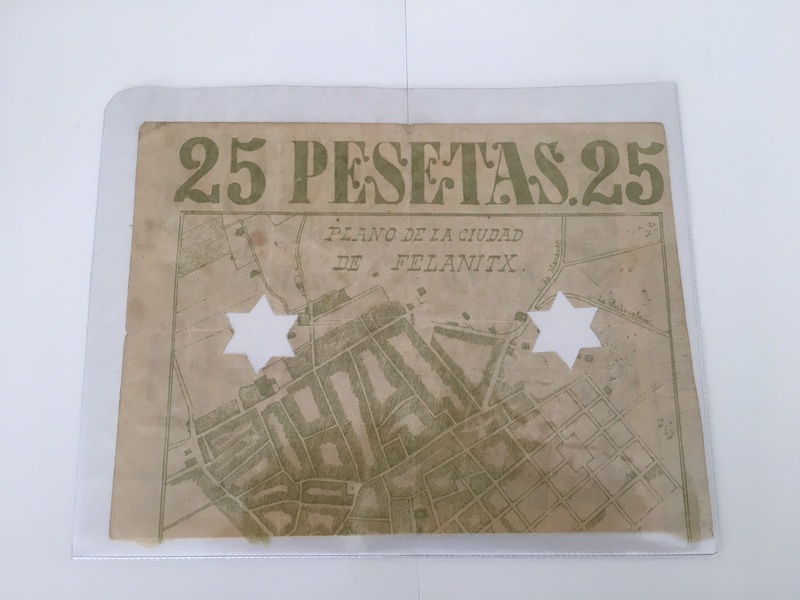 25 PESETAS. 25
PLANO DE LA CIUDAD
DE FELANITX.